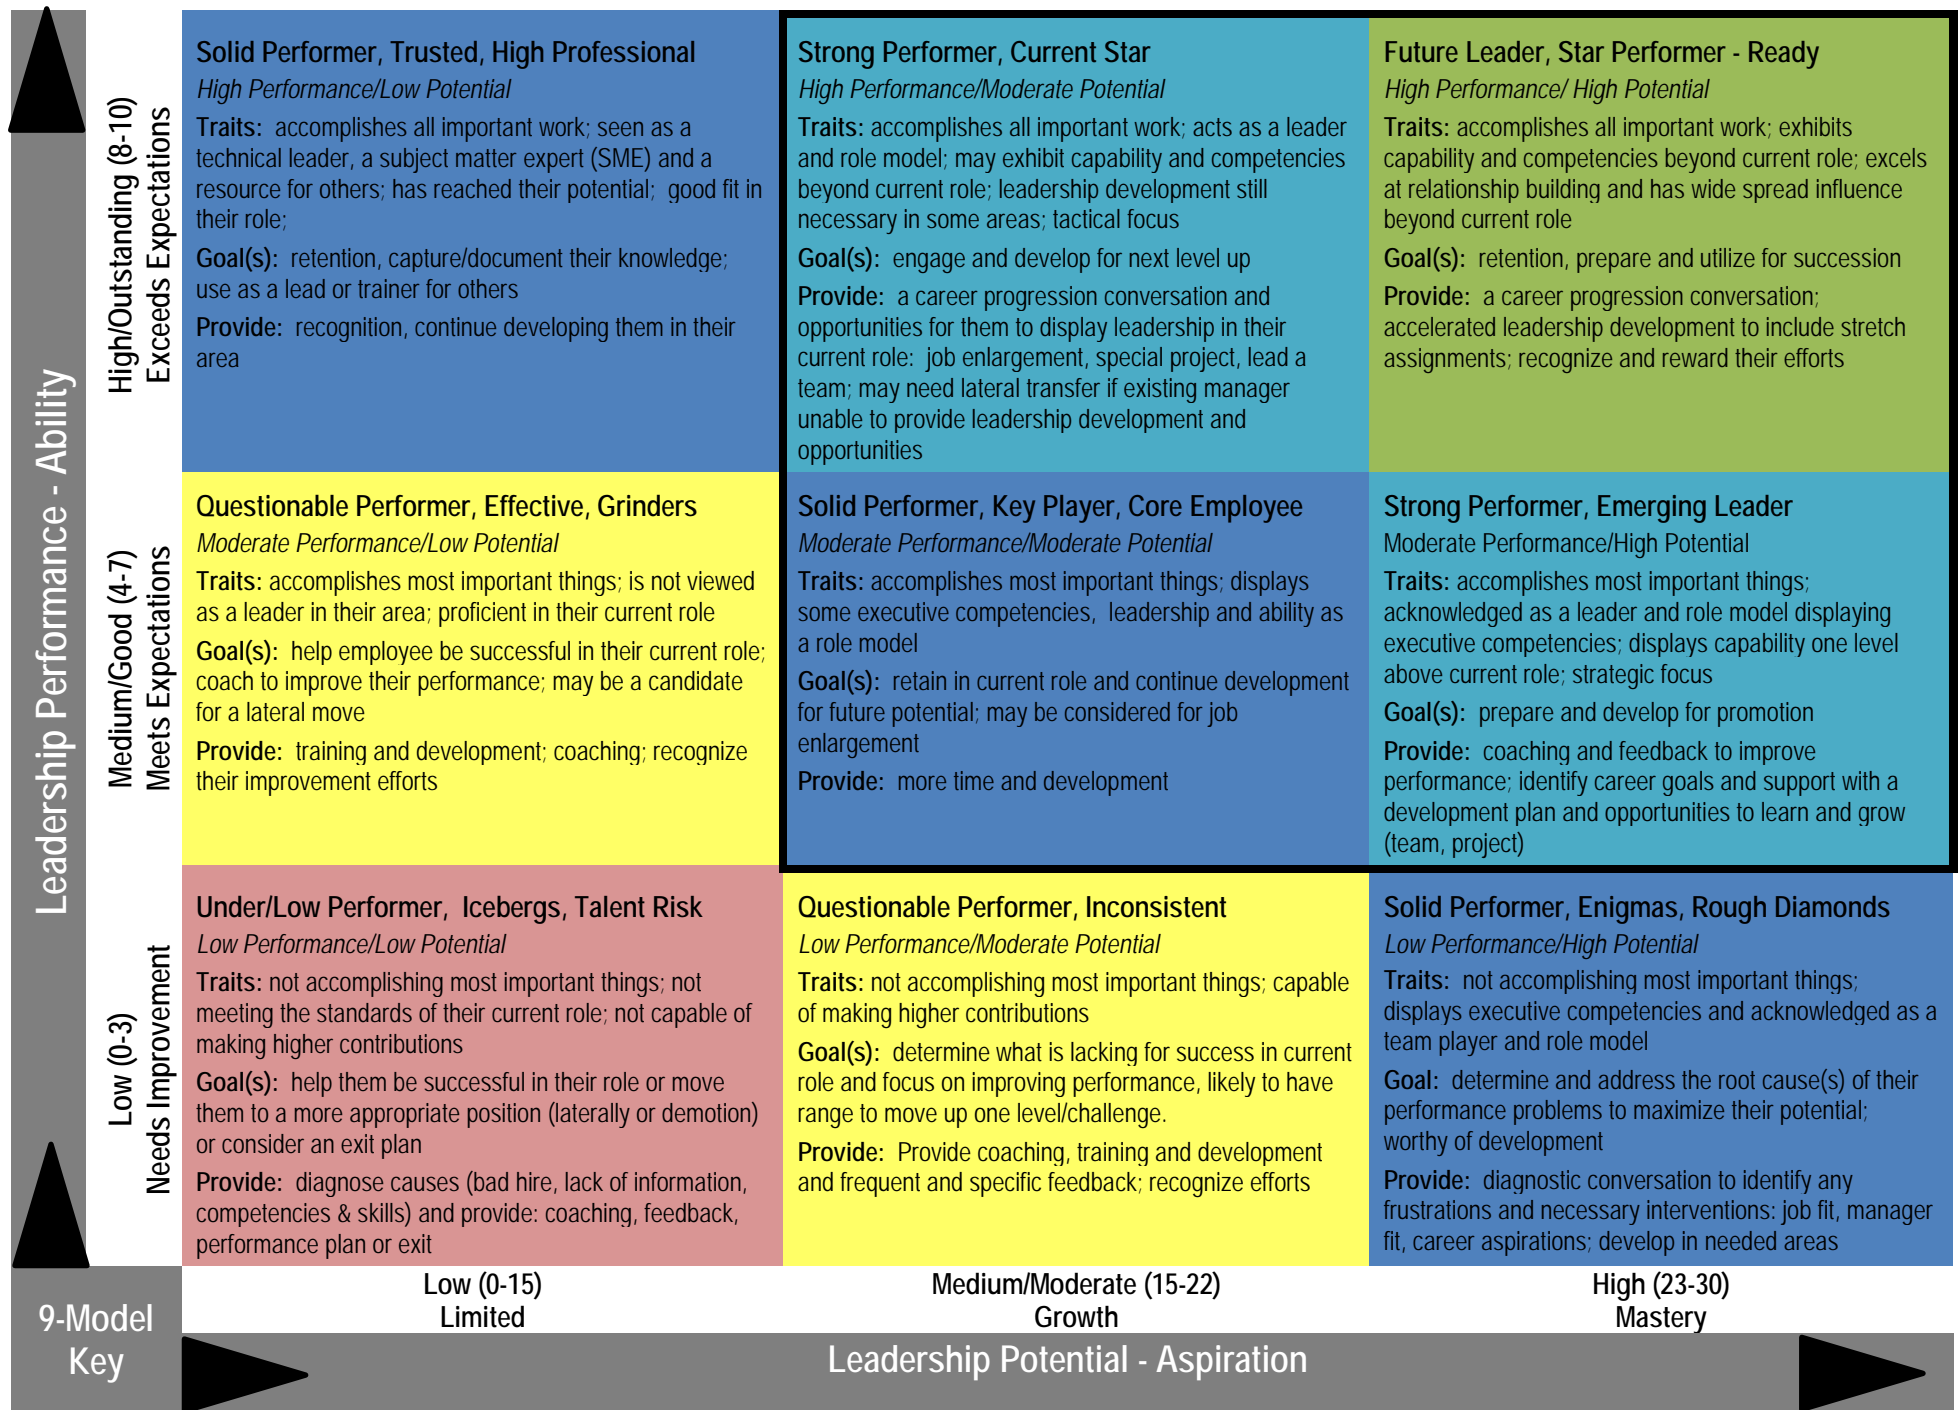 Leadership Performance - Ability
High/Outstanding (8-10)
Exceeds Expectations
Solid Performer, Trusted, High Professional
High Performance/Low Potential
Traits: accomplishes all important work; seen as a
technical leader, a subject matter expert (SME) and a
resource for others; has reached their potential; good fit in
their role;
Goal(s): retention, capture/document their knowledge;
use as a lead or trainer for others
Provide: recognition, continue developing them in their
area
Strong Performer, Current Star
High Performance/Moderate Potential
Traits: accomplishes all important work; acts as a leader
and role model; may exhibit capability and competencies
beyond current role; leadership development still
necessary in some areas; tactical focus
Goal(s): engage and develop for next level up
Provide: a career progression conversation and
opportunities for them to display leadership in their
current role: job enlargement, special project, lead a
team; may need lateral transfer if existing manager
unable to provide leadership development and
opportunities
Future Leader, Star Performer - Ready
High Performance/ High Potential
Traits: accomplishes all important work; exhibits
capability and competencies beyond current role; excels
at relationship building and has wide spread influence
beyond current role
Goal(s): retention, prepare and utilize for succession
Provide: a career progression conversation;
accelerated leadership development to include stretch
assignments; recognize and reward their efforts
Medium/Good (4-7)
Meets Expectations
Questionable Performer, Effective, Grinders
Moderate Performance/Low Potential
Traits: accomplishes most important things; is not viewed
as a leader in their area; proficient in their current role
Goal(s): help employee be successful in their current role;
coach to improve their performance; may be a candidate
for a lateral move
Provide: training and development; coaching; recognize
their improvement efforts
Solid Performer, Key Player, Core Employee
Moderate Performance/Moderate Potential
Traits: accomplishes most important things; displays
some executive competencies, leadership and ability as
a role model
Goal(s): retain in current role and continue development
for future potential; may be considered for job
enlargement
Provide: more time and development
Strong Performer, Emerging Leader
Moderate Performance/High Potential
Traits: accomplishes most important things;
acknowledged as a leader and role model displaying
executive competencies; displays capability one level
above current role; strategic focus
Goal(s): prepare and develop for promotion
Provide: coaching and feedback to improve
performance; identify career goals and support with a
development plan and opportunities to learn and grow
(team, project)
Low (0-3)
Needs Improvement
Under/Low Performer, Icebergs, Talent Risk
Low Performance/Low Potential
Traits: not accomplishing most important things; not
meeting the standards of their current role; not capable of
making higher contributions
Goal(s): help them be successful in their role or move
them to a more appropriate position (laterally or demotion)
or consider an exit plan
Provide: diagnose causes (bad hire, lack of information,
competencies & skills) and provide: coaching, feedback,
performance plan or exit
Questionable Performer, Inconsistent
Low Performance/Moderate Potential
Traits: not accomplishing most important things; capable
of making higher contributions
Goal(s): determine what is lacking for success in current
role and focus on improving performance, likely to have
range to move up one level/challenge.
Provide: Provide coaching, training and development
and frequent and specific feedback; recognize efforts
Solid Performer, Enigmas, Rough Diamonds
Low Performance/High Potential
Traits: not accomplishing most important things;
displays executive competencies and acknowledged as a
team player and role model
Goal: determine and address the root cause(s) of their
performance problems to maximize their potential;
worthy of development
Provide: diagnostic conversation to identify any
frustrations and necessary interventions: job fit, manager
fit, career aspirations; develop in needed areas
9-Model
Key
Low (0-15)
Limited
Medium/Moderate (15-22)
Growth
High (23-30)
Mastery
Leadership Potential - Aspiration